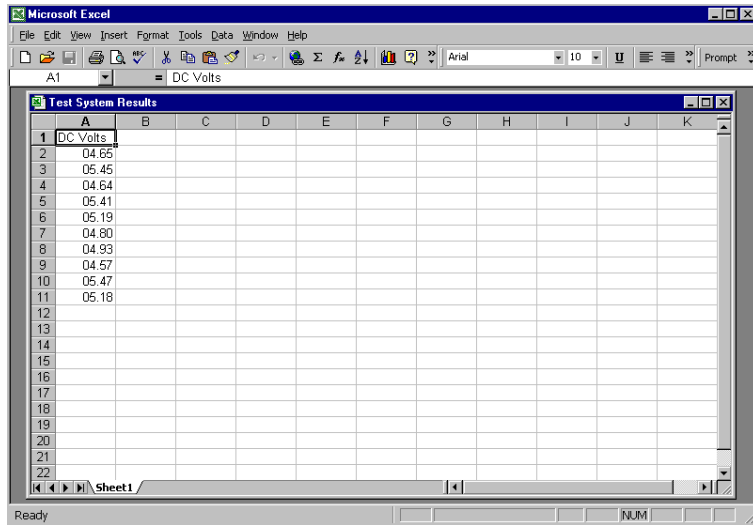 Microsoft Excel
File Edit View Insert Format Tools Data Window Help
ABC Σ fx Arial 10 U Prompt
A1 = DC Volts
Test System Results
A B C D E F G H I J K
1 DC Volts
2 04.65
3 05.45
4 04.64
5 05.41
6 05.19
7 04.80
8 04.93
9 04.57
10 05.47
11 05.18
12
13
14
15
16
17
18
19
20
21
22
Sheet1
Ready NUM